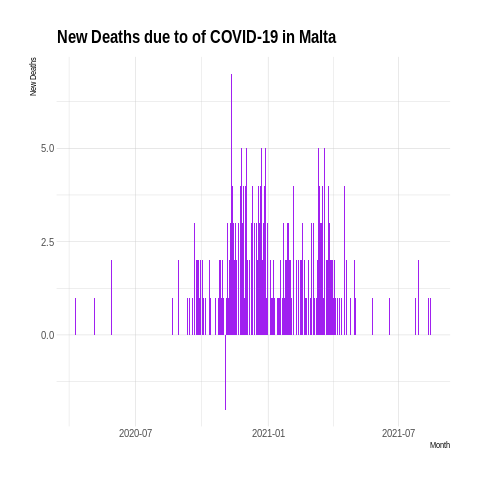 New Deaths due to of COVID-19 in Malta
New Deaths
5.0
2.5
0.0
2020-07
2021-01
2021-07
Month